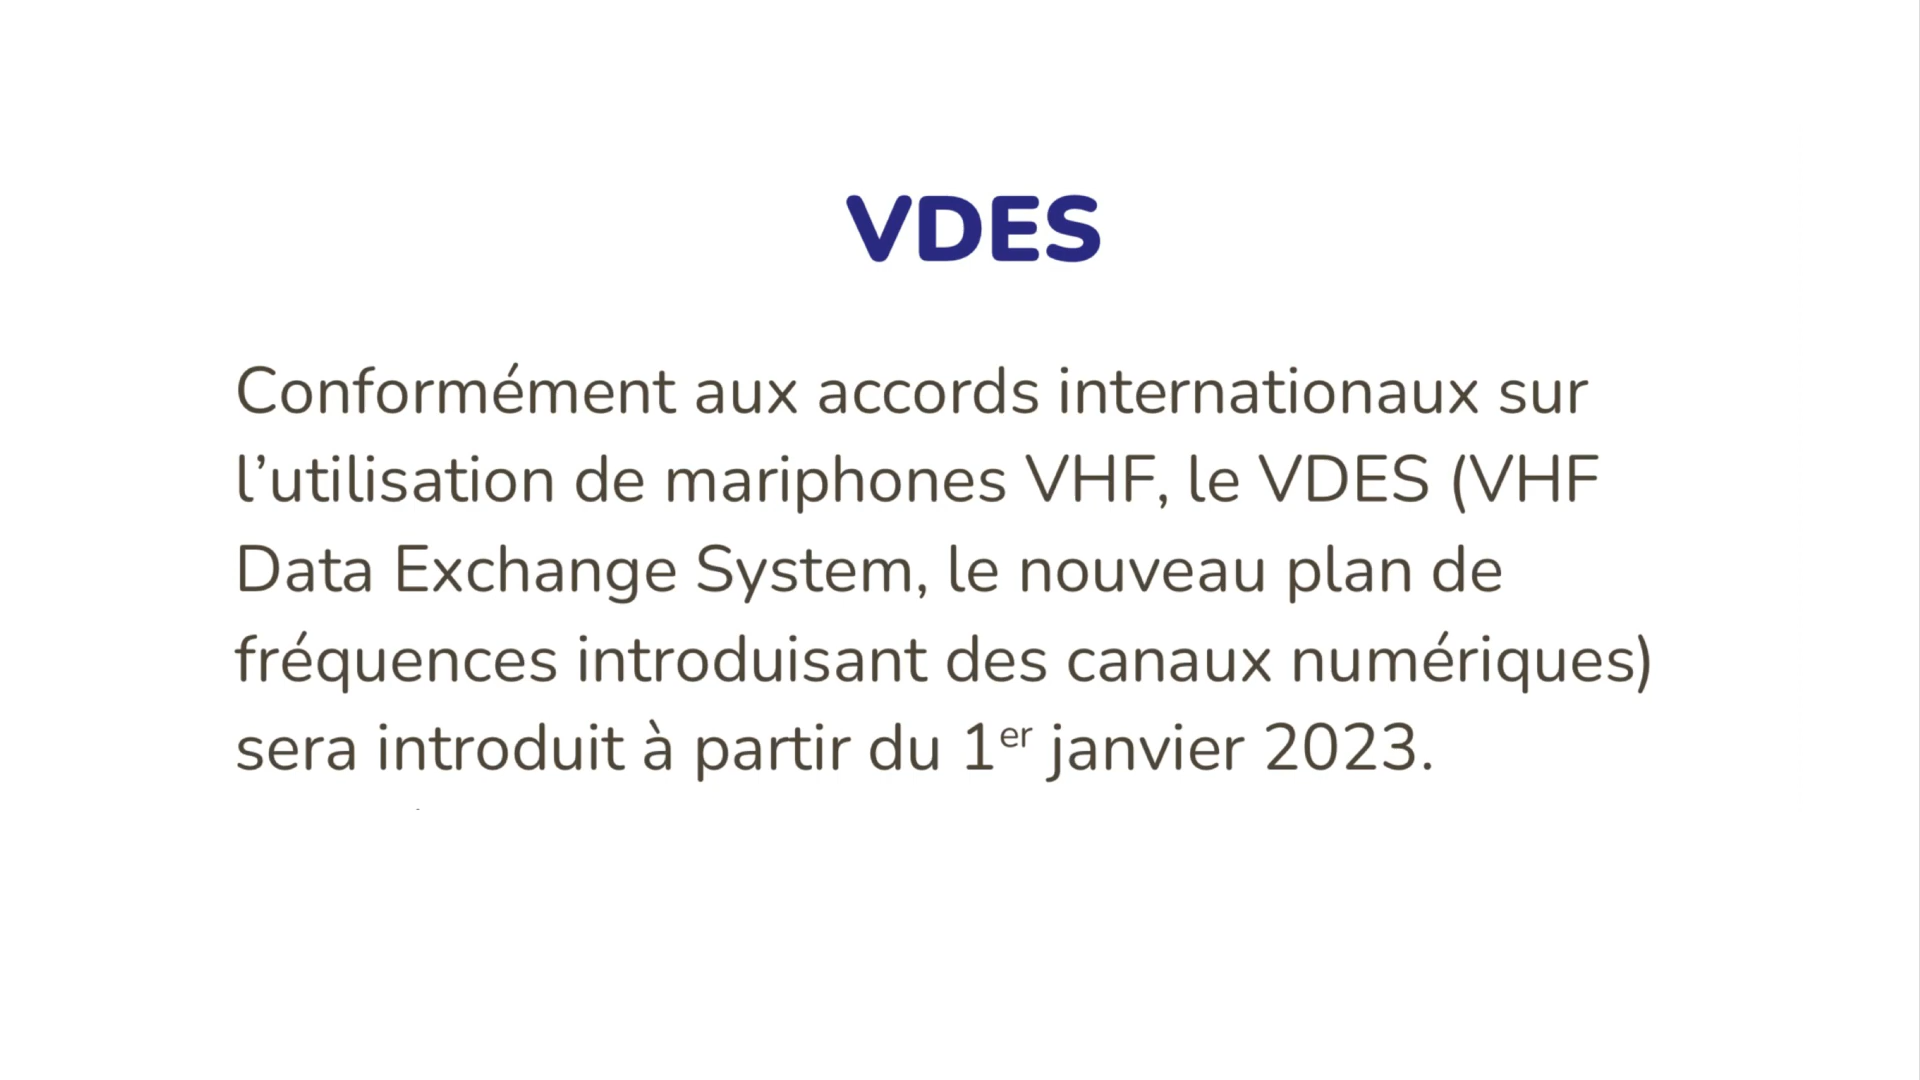 VDES
Conformément aux accords internationaux sur
l’utilisation de mariphones VHF, le VDES (VHF
Data Exchange System, le nouveau plan de
fréquences introduisant des canaux numériques)
sera introduit à partir du 1er janvier 2023.